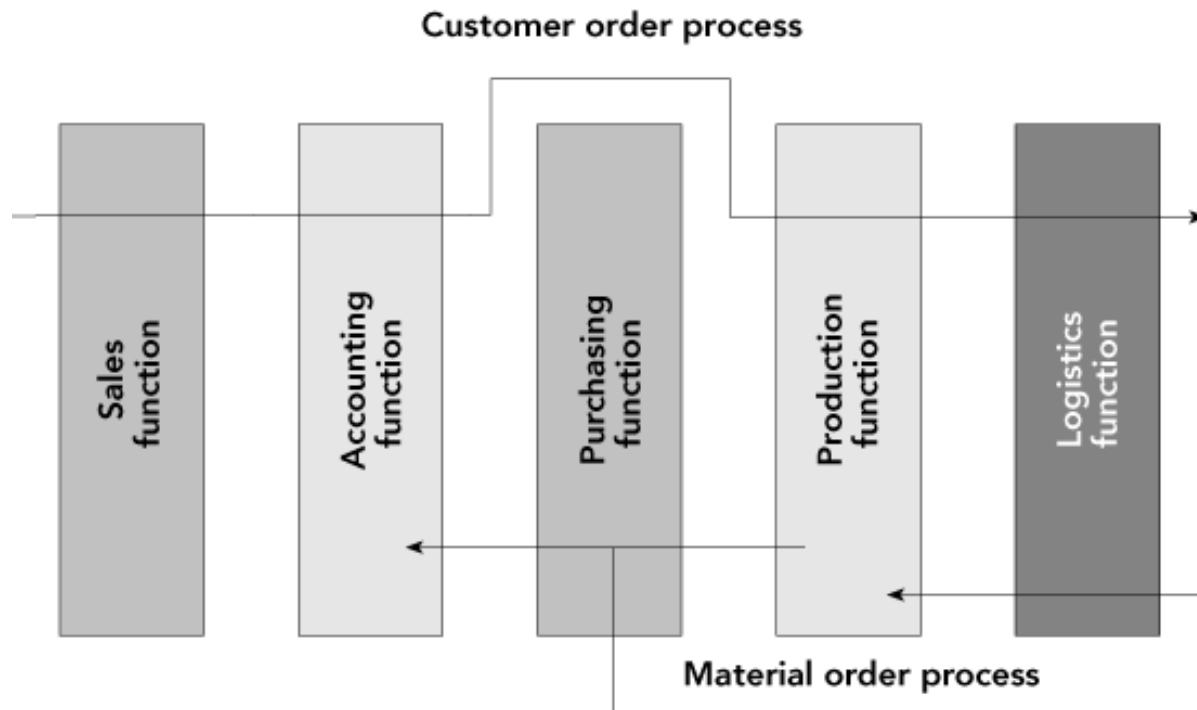 Customer order process
Sales
function
Accounting
function
Purchasing
function
Production
function
Logistics
function
Material order process